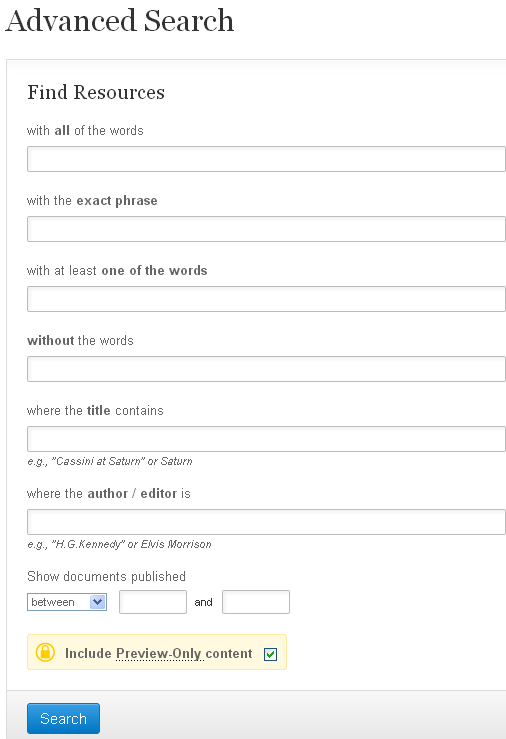 Advanced Search
Find Resources
with all of the words
with the exact phrase
with at least one of the words
without the words
where the title contains
e.g., "Cassini at Saturn" or Saturn
where the author / editor is
e.g., "H.G.Kennedy" or Elvis Morrison
Show documents published
between and
Include Preview-Only content
Search